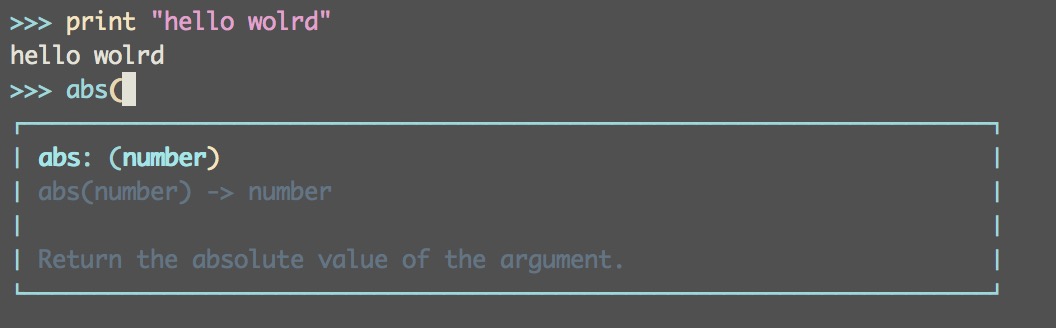 >>> print "hello wolrd"
hello wolrd
>>> abs(
abs: (number)
abs(number) -> number
Return the absolute value of the argument.